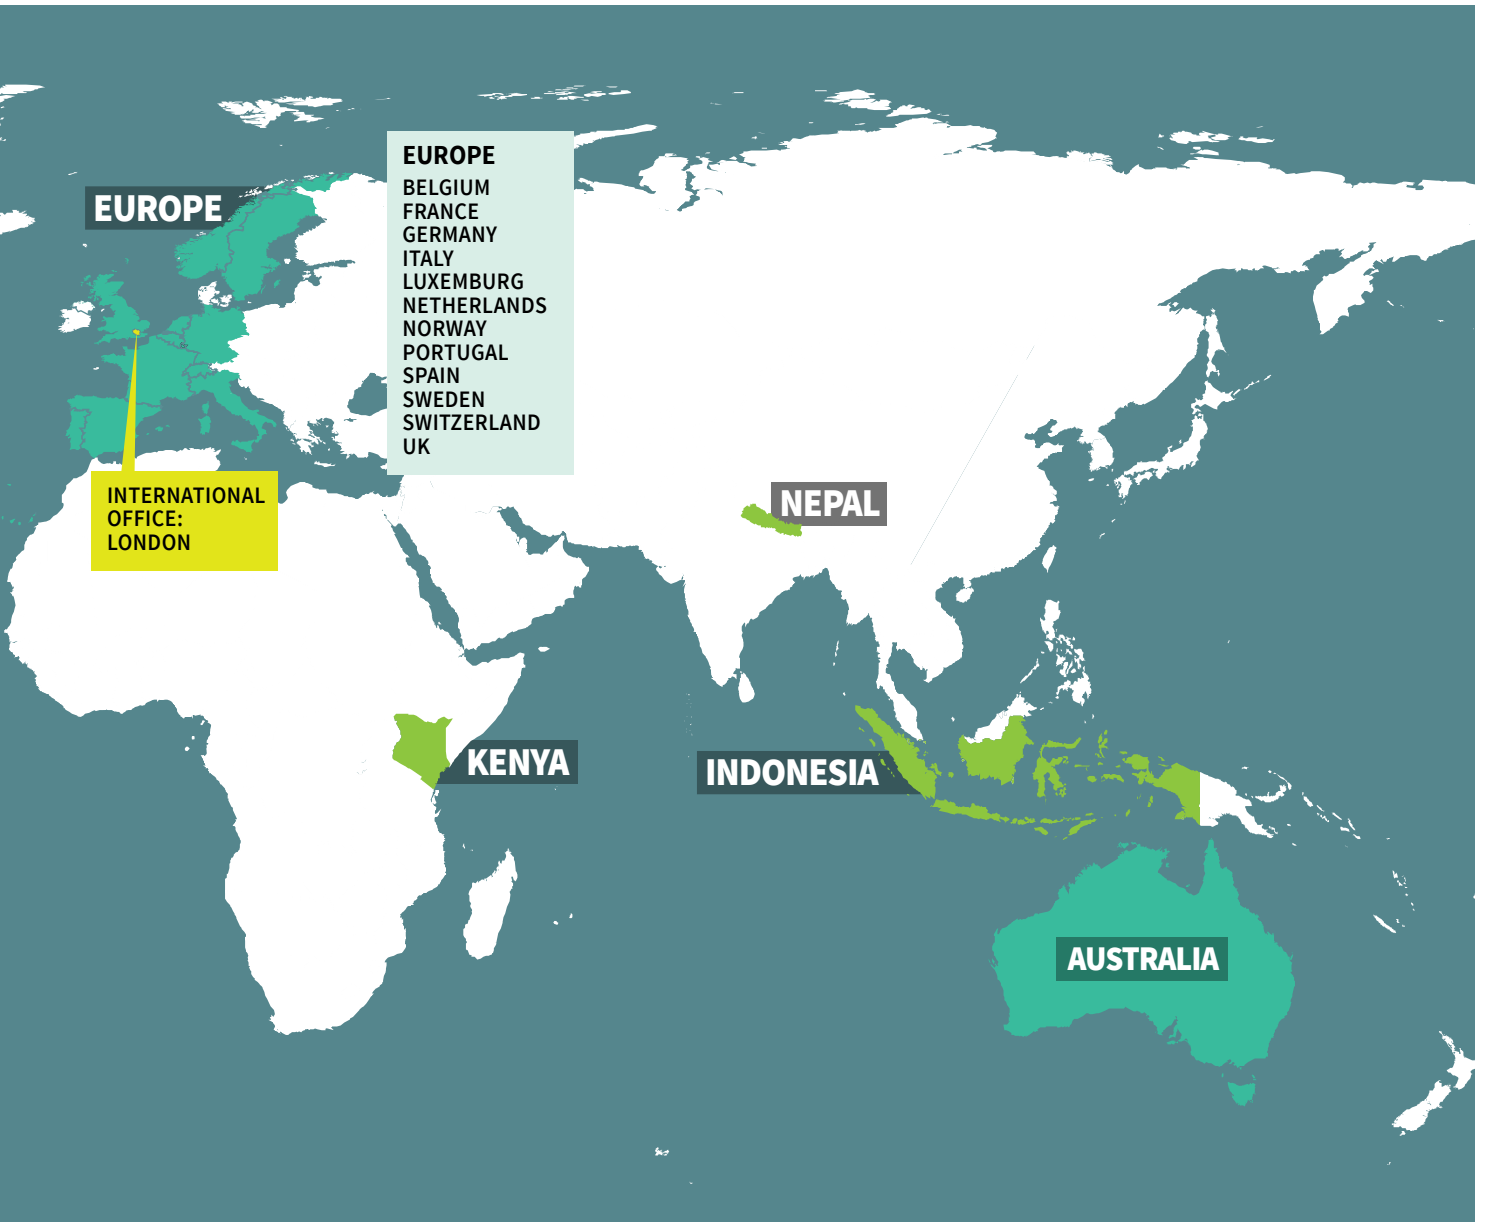 EUROPE
EUROPE
BELGIUM
FRANCE
GERMANY
ITALY
LUXEMBURG
NETHERLANDS
NORWAY
PORTUGAL
SPAIN
SWEDEN
SWITZERLAND
UK
INTERNATIONAL
OFFICE:
LONDON
NEPAL
KENYA
INDONESIA
AUSTRALIA